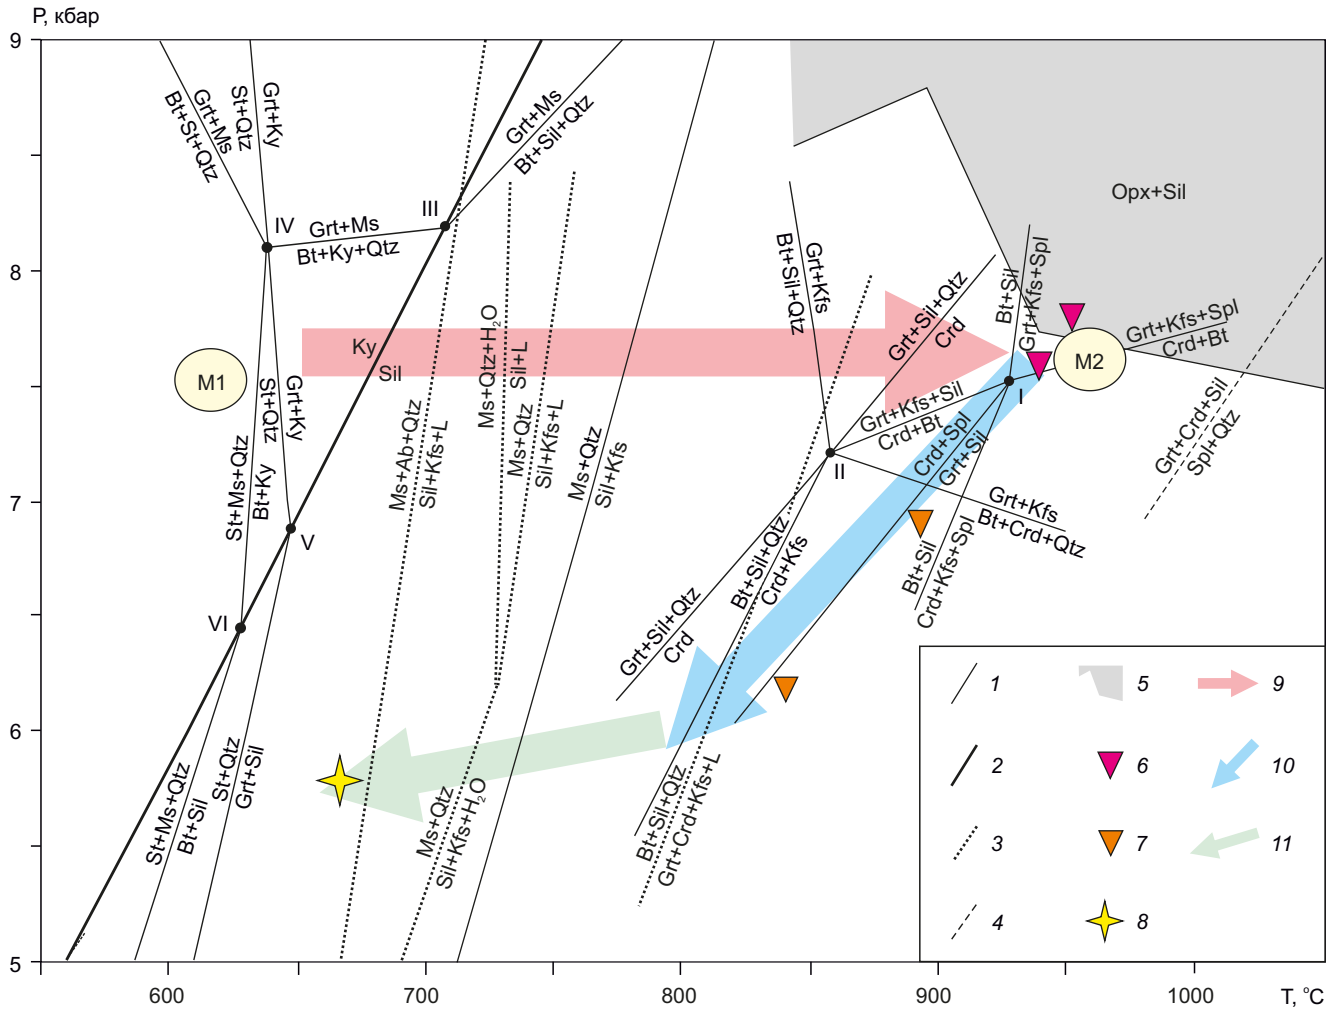 P, кбар
9
8
7
6
5
600
700
800
900
1000
T, °C
Grt+Ms
Bt+St+Qtz
St+Qtz
Grt+Ky
IV
III
Grt+Ms
Bt+Ky+Qtz
Grt+Ms
Bt+Sil+Qtz
Opx+Sil
Bt+Sil+Qtz
Grt+Kfs
Grt+Sil+Qtz
Crd
Bt+Sil
Grt+Kfs+Spl
Grt+Kfs+Spl
Crd+Bt
M1
M2
Ky
Sil
Ms+Qtz+H2O
Sil+L
Ms+Qtz
Sil+Kfs+L
Ms+Ab+Qtz
Sil+Kfs+L
Ms+Qtz
Sil+Kfs
St+Qtz
Grt+Ky
St+Ms+Qtz
Bt+Ky
V
VI
Grt+Kfs+Sil
Crd+Bt
I
II
Crd+Spl
Grt+Sil
Grt+Kfs
Bt+Crd+Qtz
Grt+Crd+Sil
Spl+Qtz
Bt+Sil
Crd+Kfs+Spl
Bt+Sil+Qtz
Crd+Kfs
Grt+Sil+Qtz
Crd
St+Ms+Qtz
Bt+Sil
St+Qtz
Grt+Sil
Ms+Qtz
Sil+Kfs+H2O
Bt+Sil+Qtz
Grt+Crd+Kfs+L
1
5
9
2
6
10
3
7
11
4
8